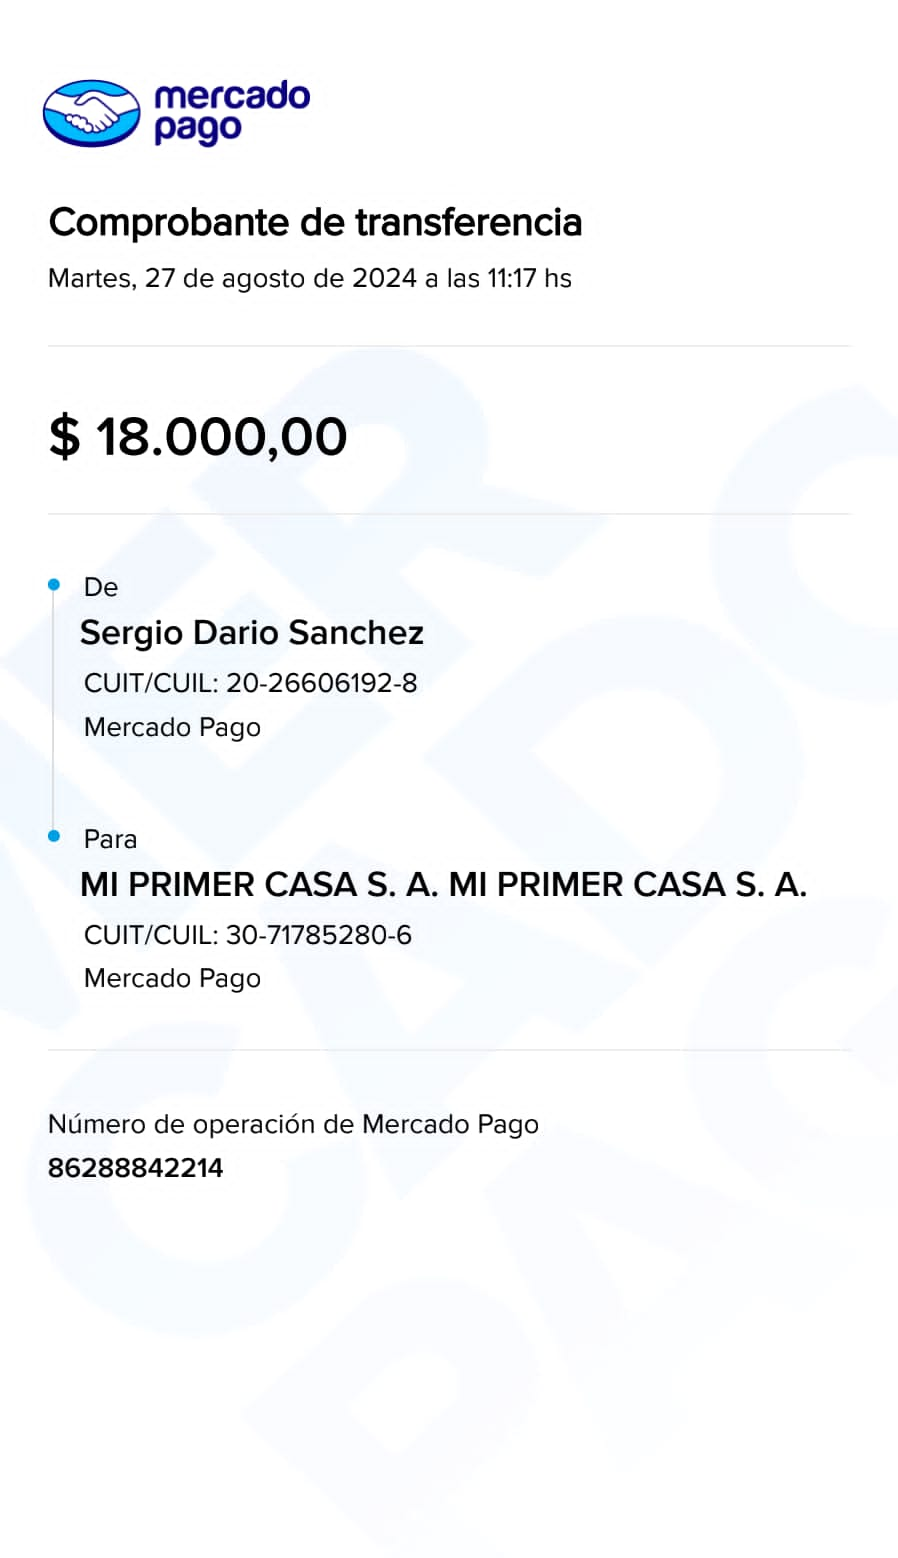 mercado
pago
Comprobante de transferencia
Martes, 27 de agosto de 2024 a las 11:17 hs
$ 18.000,00
De
Sergio Dario Sanchez
CUIT/CUIL: 20-26606192-8
Mercado Pago
Para
MI PRIMER CASA S. A. MI PRIMER CASA S. A.
CUIT/CUIL: 30-71785280-6
Mercado Pago
Número de operación de Mercado Pago
86288842214
MERCADO
PAGO